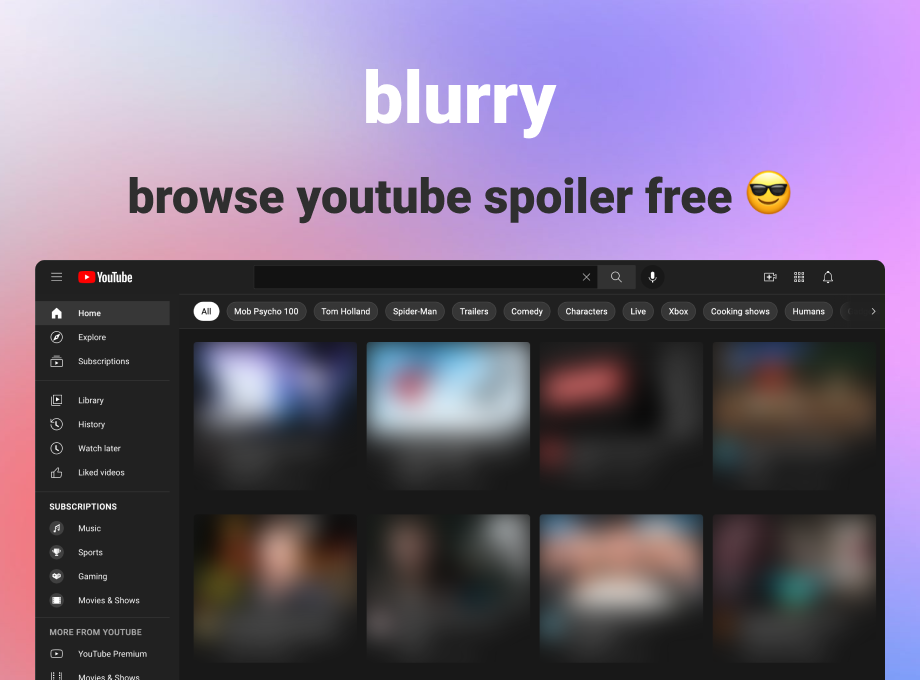 blurry
browse youtube spoiler free 😎
YouTube
All Mob Psycho 100 Tom Holland Spider-Man Trailers Comedy Characters Live Xbox Cooking shows Humans
Home
Explore
Subscriptions
Library
History
Watch later
Liked videos
SUBSCRIPTIONS
Music
Sports
Gaming
Movies & Shows
MORE FROM YOUTUBE
YouTube Premium
Movies & Shows